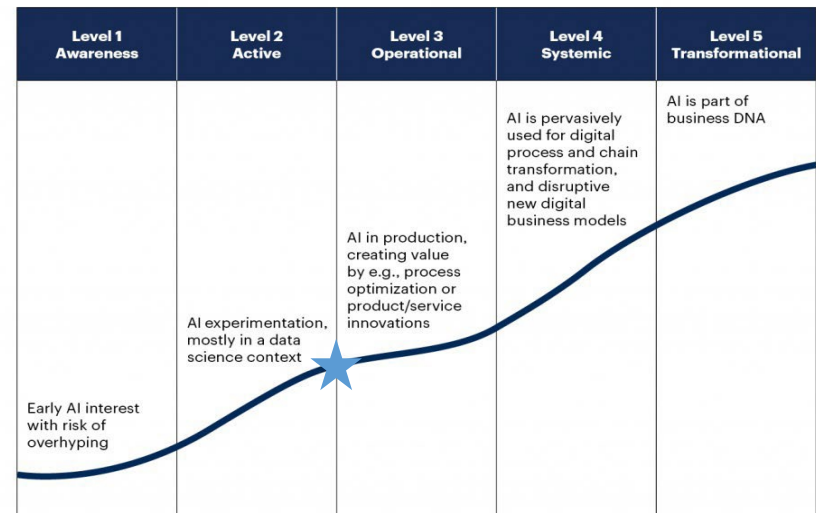 Level 1
Awareness
Level 2
Active
Level 3
Operational
Level 4
Systemic
Level 5
Transformational
Early AI interest
with risk of
overhyping
AI experimentation,
mostly in a data
science context
AI in production,
creating value
by e.g., process
optimization or
product/service
innovations
AI is pervasively
used for digital
process and chain
transformation,
and disruptive
new digital
business models
AI is part of
business DNA